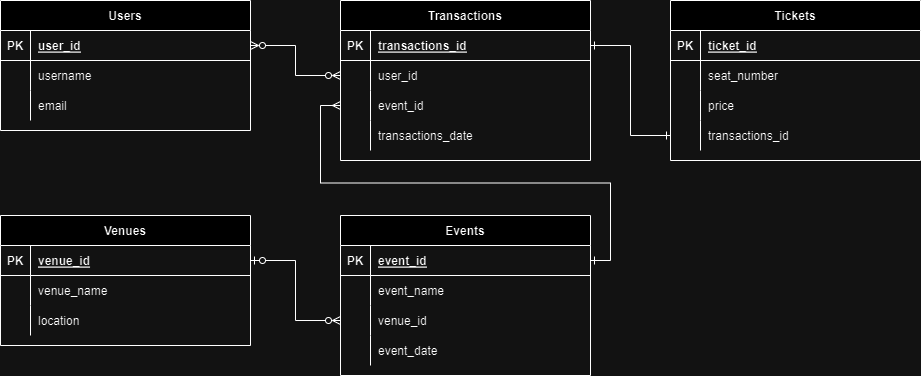 Users
PK user_id
username
email
Transactions
PK transactions_id
user_id
event_id
transactions_date
Tickets
PK ticket_id
seat_number
price
transactions_id
Venues
PK venue_id
venue_name
location
Events
PK event_id
event_name
venue_id
event_date